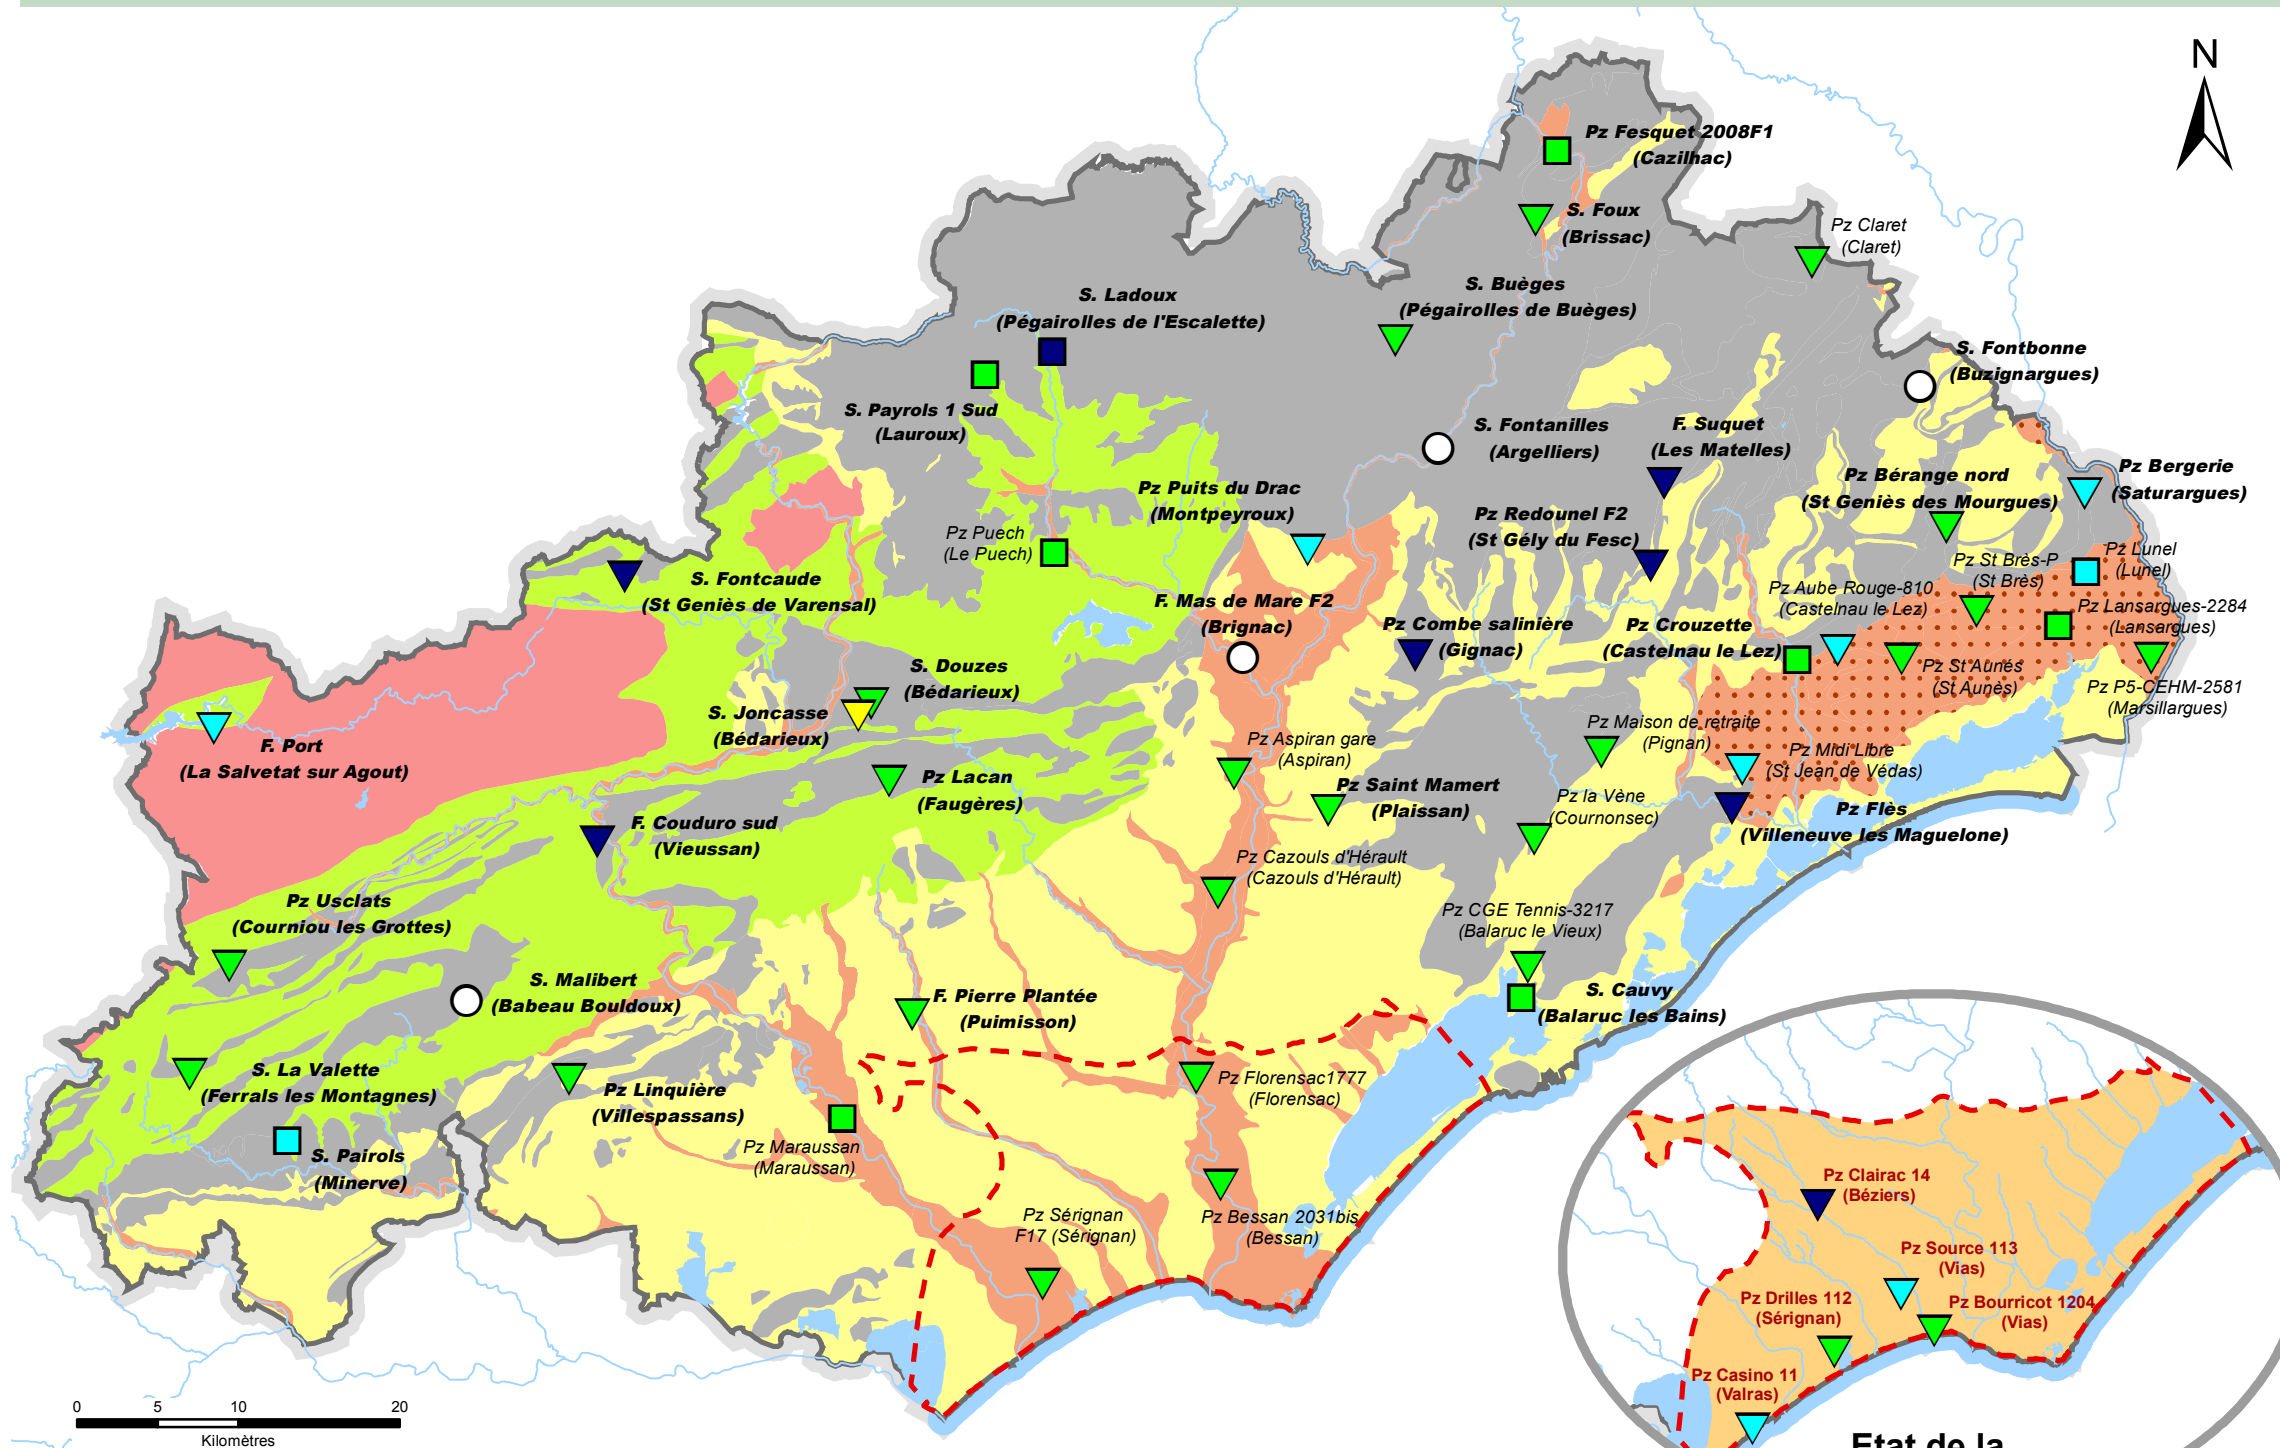 N
Pz Fesquet 2008F1
(Cazilhac)
S. Foux
(Brissac)
Pz Claret
(Claret)
S. Buèges
(Pégairolles de Buèges)
S. Ladoux
(Pégairolles de l'Escalette)
S. Fontbonne
(Buzignargues)
S. Payrols 1 Sud
(Lauroux)
S. Fontanilles
(Argelliers)
F. Suquet
(Les Matelles)
Pz Bérange nord
(St Geniès des Mourgues)
Pz Bergerie
(Saturargues)
Pz Puits du Drac
(Montpeyroux)
Pz Redounel F2
(St Gély du Fesc)
Pz Puech
(Le Puech)
Pz St Brès-P
(St Brès)
Pz Lunel
(Lunel)
S. Fontcaude
(St Geniès de Varensal)
Pz Aube Rouge-810
(Castelnau le Lez)
F. Mas de Mare F2
(Brignac)
Pz Lansargues-2284
(Lansargues)
Pz Combe salinière
(Gignac)
Pz Crouzette
(Castelnau le Lez)
S. Douzes
(Bédarieux)
Pz St Aunés
(St Aunès)
Pz P5-CEHM-2581
(Marsillargues)
S. Joncasse
(Bédarieux)
Pz Maison de retraite
(Pignan)
F. Port
(La Salvetat sur Agout)
Pz Aspiran gare
(Aspiran)
Pz Midi Libre
(St Jean de Védas)
Pz Lacan
(Faugères)
Pz Saint Mamert
(Plaissan)
Pz la Vène
(Cournonsec)
Pz Flès
(Villeneuve les Maguelone)
F. Couduro sud
(Vieussan)
Pz Cazouls d'Hérault
(Cazouls d'Hérault)
Pz Usclats
(Courniou les Grottes)
Pz CGE Tennis-3217
(Balaruc le Vieux)
S. Malibert
(Babeau Bouldoux)
F. Pierre Plantée
(Puimisson)
S. Cauvy
(Balaruc les Bains)
S. La Valette
(Ferrals les Montagnes)
Pz Linquière
(Villespassans)
Pz Florensac1777
(Florensac)
Pz Maraussan
(Maraussan)
S. Pairols
(Minerve)
Pz Sérignan
F17 (Sérignan)
Pz Bessan 2031bis
(Bessan)
Pz Clairac 14
(Béziers)
Pz Source 113
(Vias)
Pz Drilles 112
(Sérignan)
Pz Bourricot 1204
(Vias)
Pz Casino 11
(Valras)
0 5 10 20
Kilomètres
Etat de la